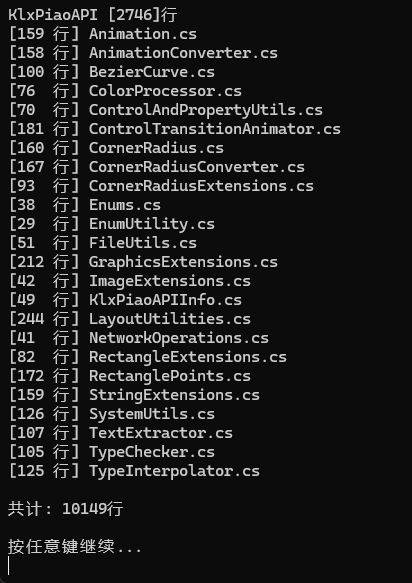 KlxPiaoAPI [2746]行
[159 行] Animation.cs
[158 行] AnimationConverter.cs
[100 行] BezierCurve.cs
[76  行] ColorProcessor.cs
[70  行] ControlAndPropertyUtils.cs
[181 行] ControlTransitionAnimator.cs
[160 行] CornerRadius.cs
[167 行] CornerRadiusConverter.cs
[93  行] CornerRadiusExtensions.cs
[38  行] Enums.cs
[29  行] EnumUtility.cs
[51  行] FileUtils.cs
[212 行] GraphicsExtensions.cs
[42  行] ImageExtensions.cs
[49  行] KlxPiaoAPIInfo.cs
[244 行] LayoutUtilities.cs
[41  行] NetworkOperations.cs
[82  行] RectangleExtensions.cs
[172 行] RectanglePoints.cs
[159 行] StringExtensions.cs
[126 行] SystemUtils.cs
[107 行] TextExtractor.cs
[105 行] TypeChecker.cs
[125 行] TypeInterpolator.cs
共计: 10149行
按任意键继续...